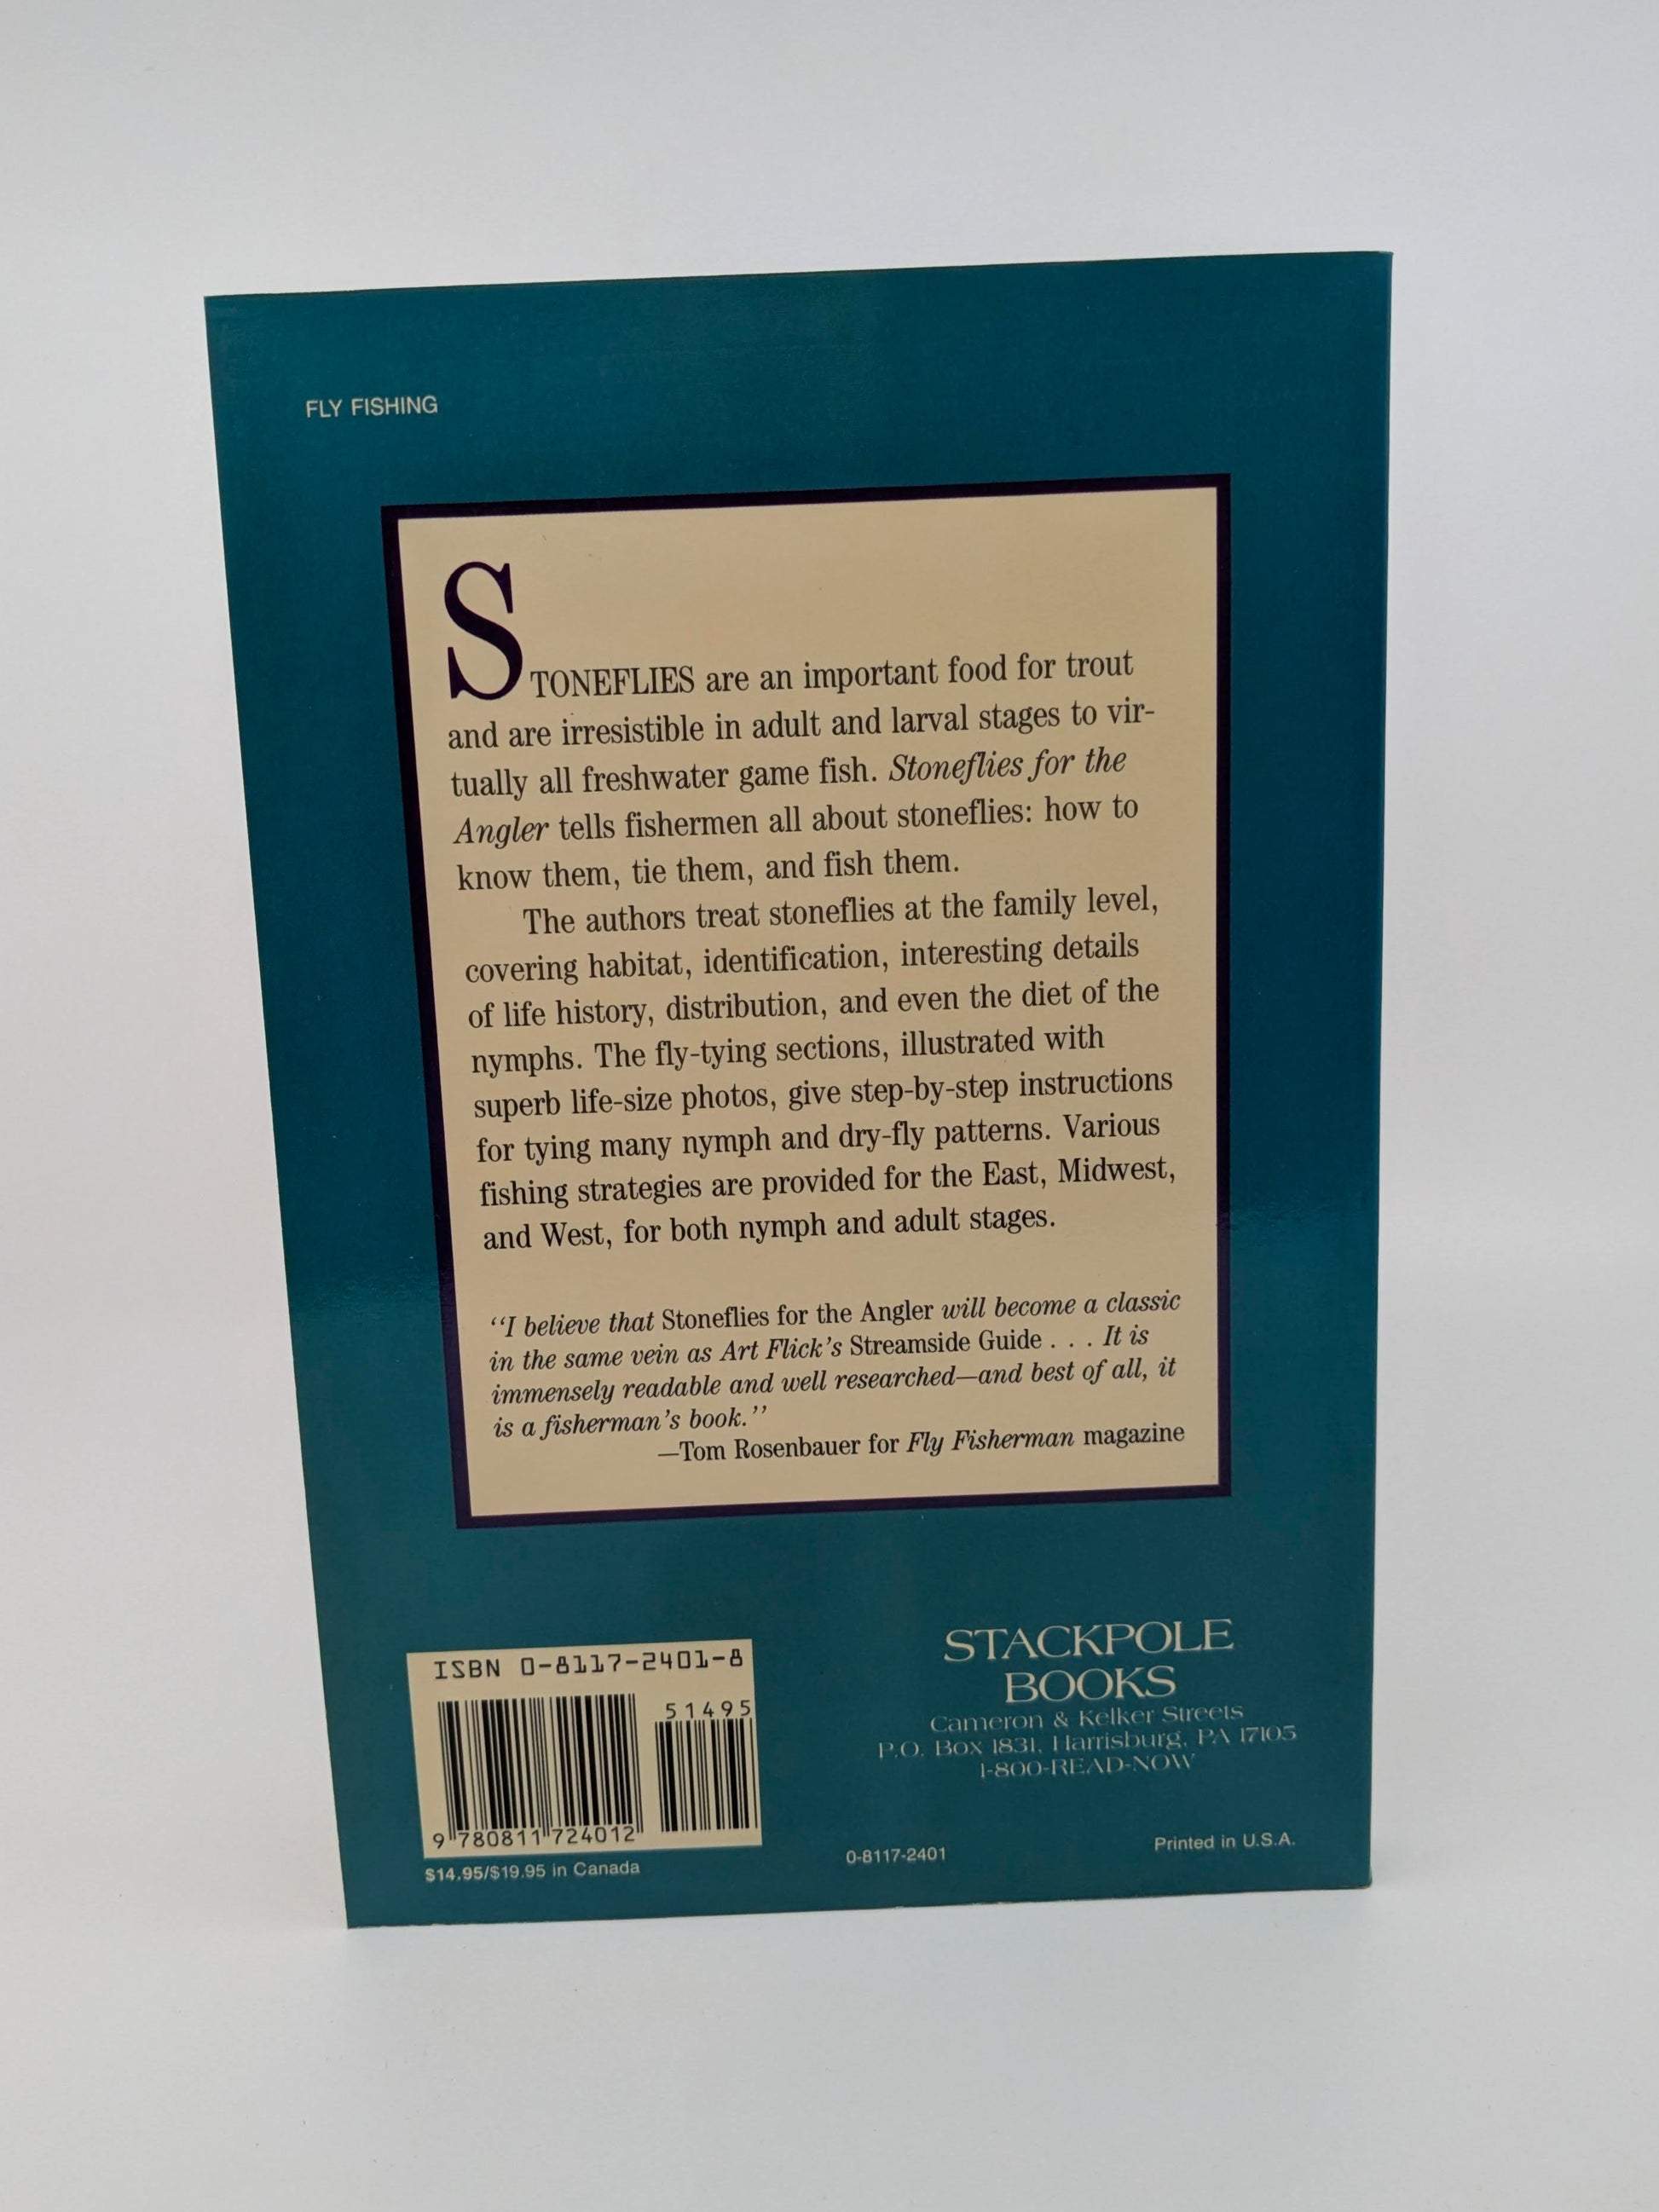 FLY FISHING
STONEFLIES are an important food for trout
and are irresistible in adult and larval stages to vir-
tually all freshwater game fish. Stoneflies for the
Angler tells fishermen all about stoneflies: how to
know them, tie them, and fish them.
The authors treat stoneflies at the family level,
covering habitat, identification, interesting details
of life history, distribution, and even the diet of the
nymphs. The fly-tying sections, illustrated with
superb life-size photos, give step-by-step instructions
for tying many nymph and dry-fly patterns. Various
fishing strategies are provided for the East, Midwest,
and West, for both nymph and adult stages.
“I believe that Stoneflies for the Angler will become a classic
in the same vein as Art Flick's Streamside Guide . . . It is
immensely readable and well researched—and best of all, it
is a fisherman's book.”
—Tom Rosenbauer for Fly Fisherman magazine
ISBN 0-8117-2401-8
51495
9 780811 724012
$14.95/$19.95 in Canada
STACKPOLE
BOOKS
Cameron & Kelker Streets
P.O. Box 1831, Harrisburg, PA 17105
1-800-READ-NOW
0-8117-2401
Printed in U.S.A.